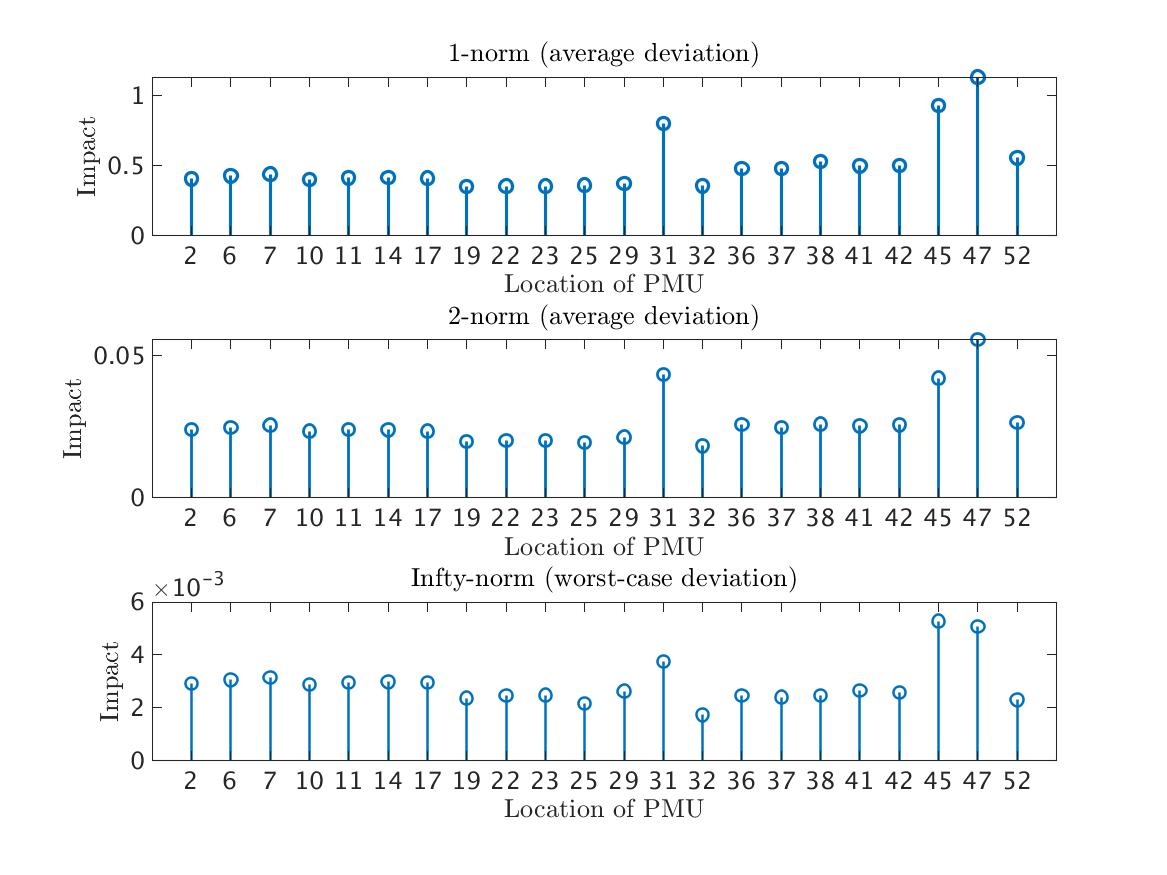 1-norm (average deviation)
1
0.5
0
Impact
2 6 7 10 11 14 17 19 22 23 25 29 31 32 36 37 38 41 42 45 47 52
Location of PMU
2-norm (average deviation)
0.05
0
Impact
2 6 7 10 11 14 17 19 22 23 25 29 31 32 36 37 38 41 42 45 47 52
Location of PMU
Infty-norm (worst-case deviation)
×10⁻³
6
4
2
0
Impact
2 6 7 10 11 14 17 19 22 23 25 29 31 32 36 37 38 41 42 45 47 52
Location of PMU